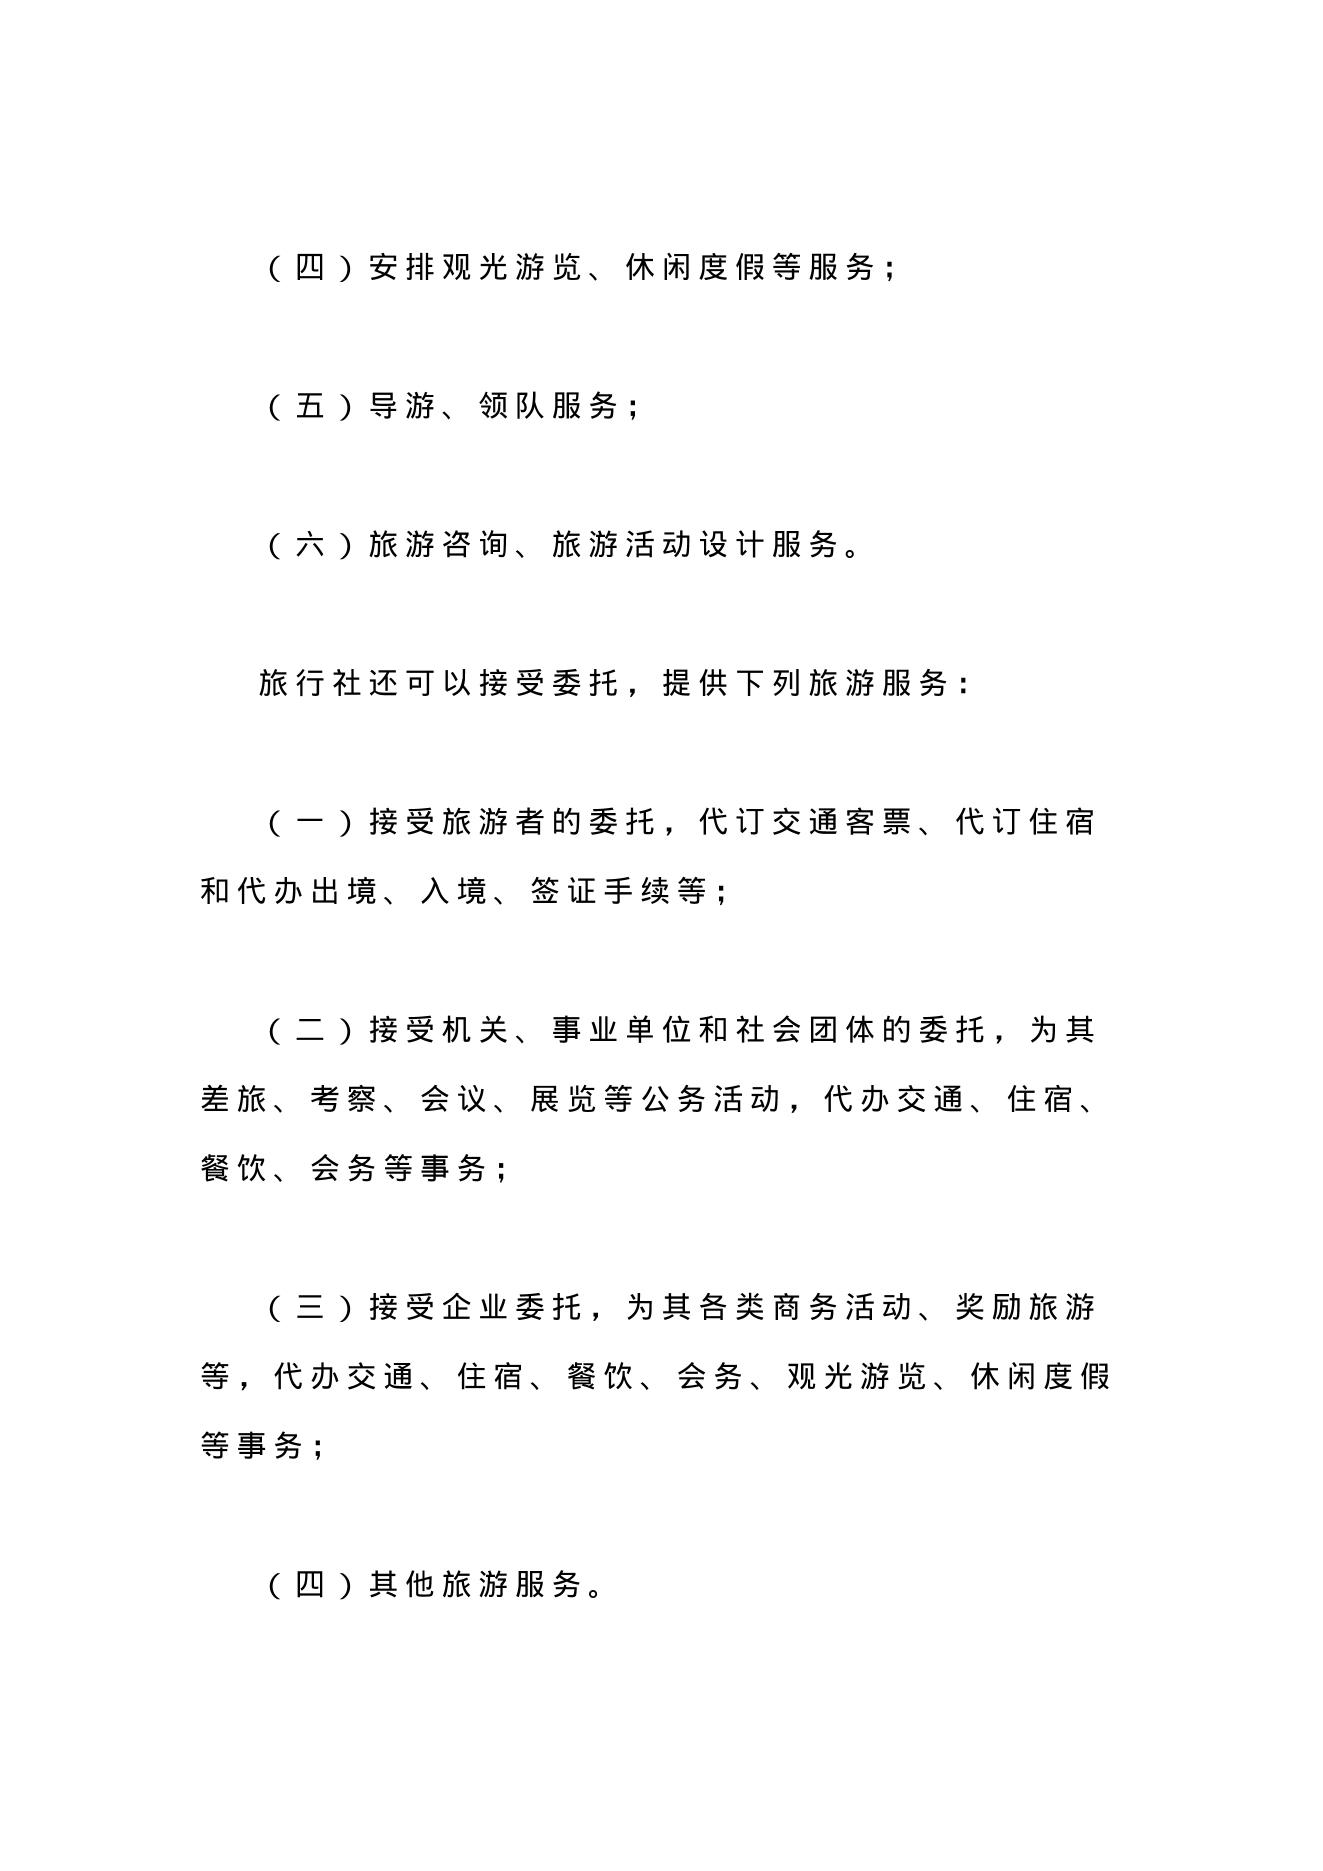 （四）安排观光游览、休闲度假等服务；
（五）导游、领队服务；
（六）旅游咨询、旅游活动设计服务。
旅行社还可以接受委托，提供下列旅游服务：
（一）接受旅游者的委托，代订交通客票、代订住宿
和代办出境、入境、签证手续等；
（二）接受机关、事业单位和社会团体的委托，为其
差旅、考察、会议、展览等公务活动，代办交通、住宿、
餐饮、会务等事务；
（三）接受企业委托，为其各类商务活动、奖励旅游
等，代办交通、住宿、餐饮、会务、观光游览、休闲度假
等事务；
（四）其他旅游服务。